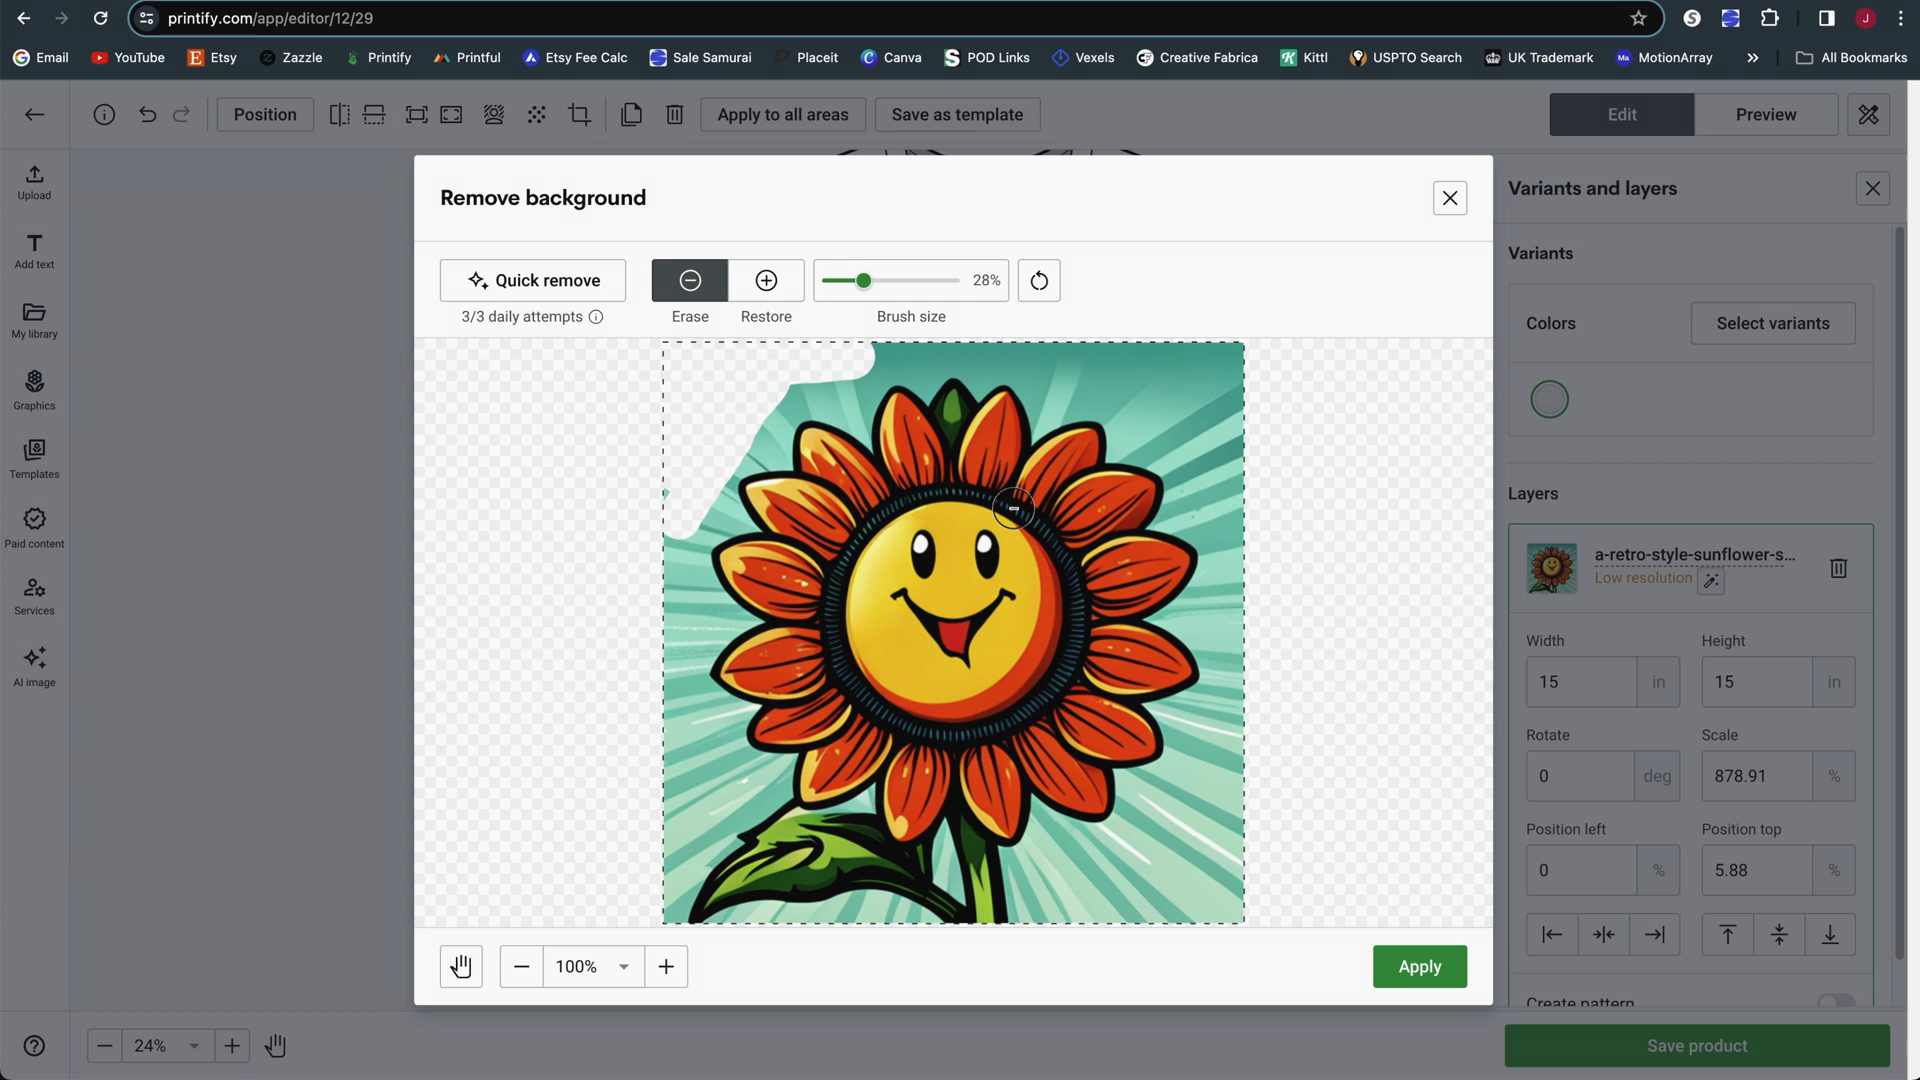 printify.com/app/editor/12/29
J
Email
YouTube
Etsy
Zazzle
Printify
Printful
Etsy Fee Calc
Sale Samurai
Placeit
Canva
POD Links
Vexels
Creative Fabrica
Kittl
USPTO Search
UK Trademark
MotionArray
All Bookmarks
Position
Apply to all areas
Save as template
Edit
Preview
Upload
Add text
My library
Graphics
Templates
Paid content
Services
AI image
Remove background
Quick remove
3/3 daily attempts
Erase
Restore
28%
Brush size
100%
Apply
Variants and layers
Variants
Colors
Select variants
Layers
a-retro-style-sunflower-s...
Low resolution
Width
Height
15 in
15 in
Rotate
Scale
0 deg
878.91 %
Position left
Position top
0 %
5.88 %
Create pattern
24%
Save product